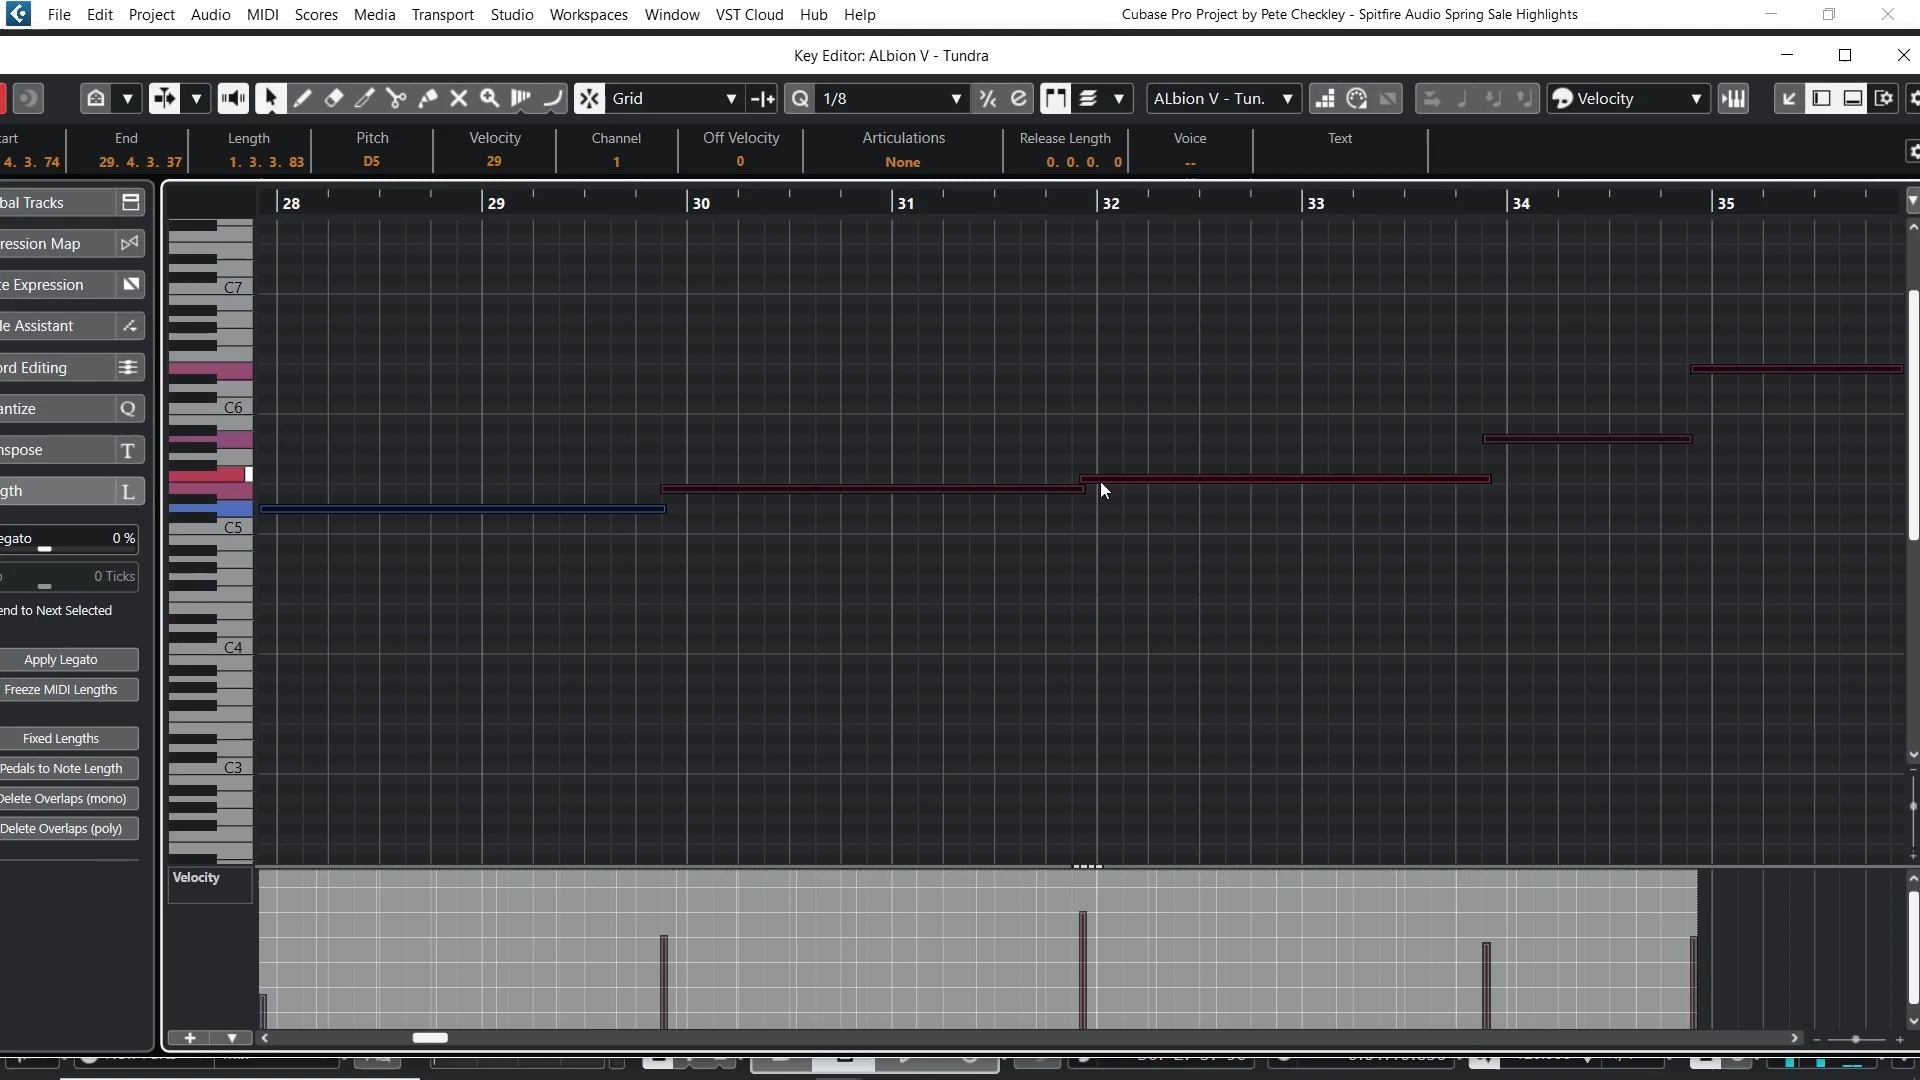 File Edit Project Audio MIDI Scores Media Transport Studio Workspaces Window VST Cloud Hub Help Cubase Pro Project by Pete Checkley - Spitfire Audio Spring Sale Highlights
Key Editor: ALbion V - Tundra
Grid 1/8 ALbion V - Tun. Velocity
art End Length Pitch Velocity Channel Off Velocity Articulations Release Length Voice Text
4. 3. 74 29. 4. 3. 37 1. 3. 3. 83 D5 29 1 0 None 0. 0. 0. 0 --
28 29 30 31 32 33 34 35
bal Tracks
ression Map
te Expression
le Assistant
ord Editing
antize Q
nspose T
gth L
egato 0 %
0 Ticks
end to Next Selected
Apply Legato
Freeze MIDI Lengths
Fixed Lengths
Pedals to Note Length
Delete Overlaps (mono)
Delete Overlaps (poly)
C7
C6
C5
C4
C3
Velocity